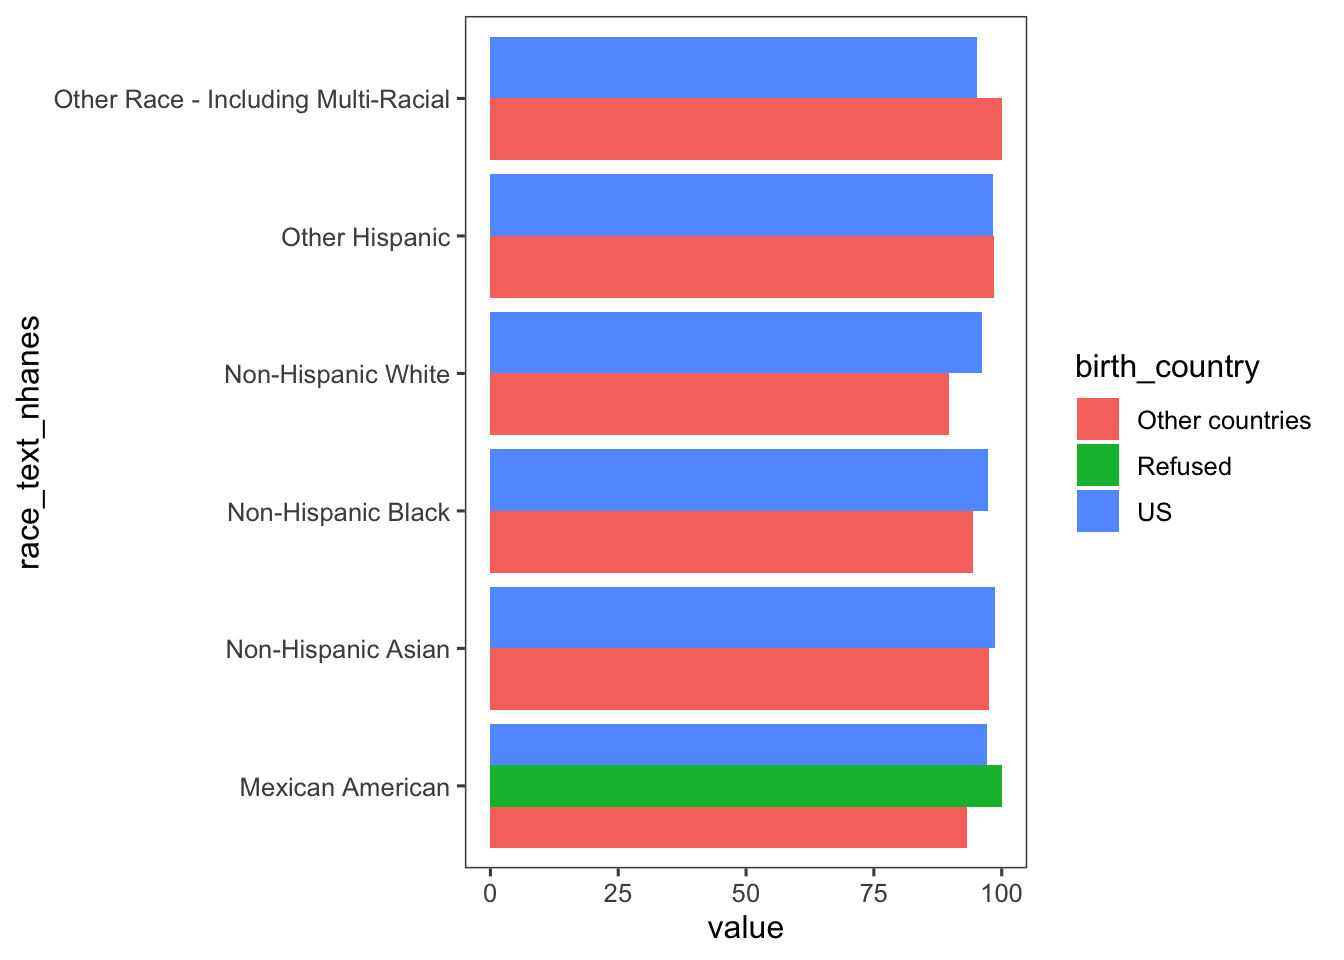 race_text_nhanes
Other Race - Including Multi-Racial
Other Hispanic
Non-Hispanic White
Non-Hispanic Black
Non-Hispanic Asian
Mexican American
0 25 50 75 100
value
birth_country
Other countries
Refused
US